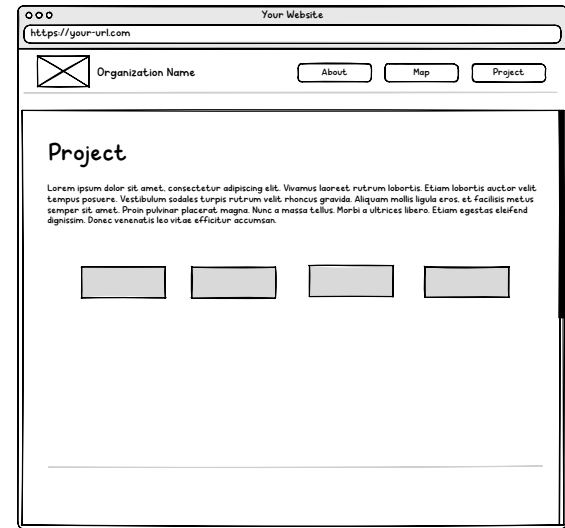 Your Website
https://your-url.com
Organization Name
About
Map
Project
Project
Lorem ipsum dolor sit amet, consectetur adipiscing elit. Vivamus laoreet rutrum lobortis. Etiam lobortis auctor velit
tempus posuere. Vestibulum sodales turpis rutrum velit rhoncus gravida. Aliquam mollis ligula eros, et facilisis metus
semper sit amet. Proin pulvinar placerat magna. Nunc a massa tellus. Morbi a ultrices libero. Etiam egestas eleifend
dignissim. Donec venenatis leo vitae efficitur accumsan.